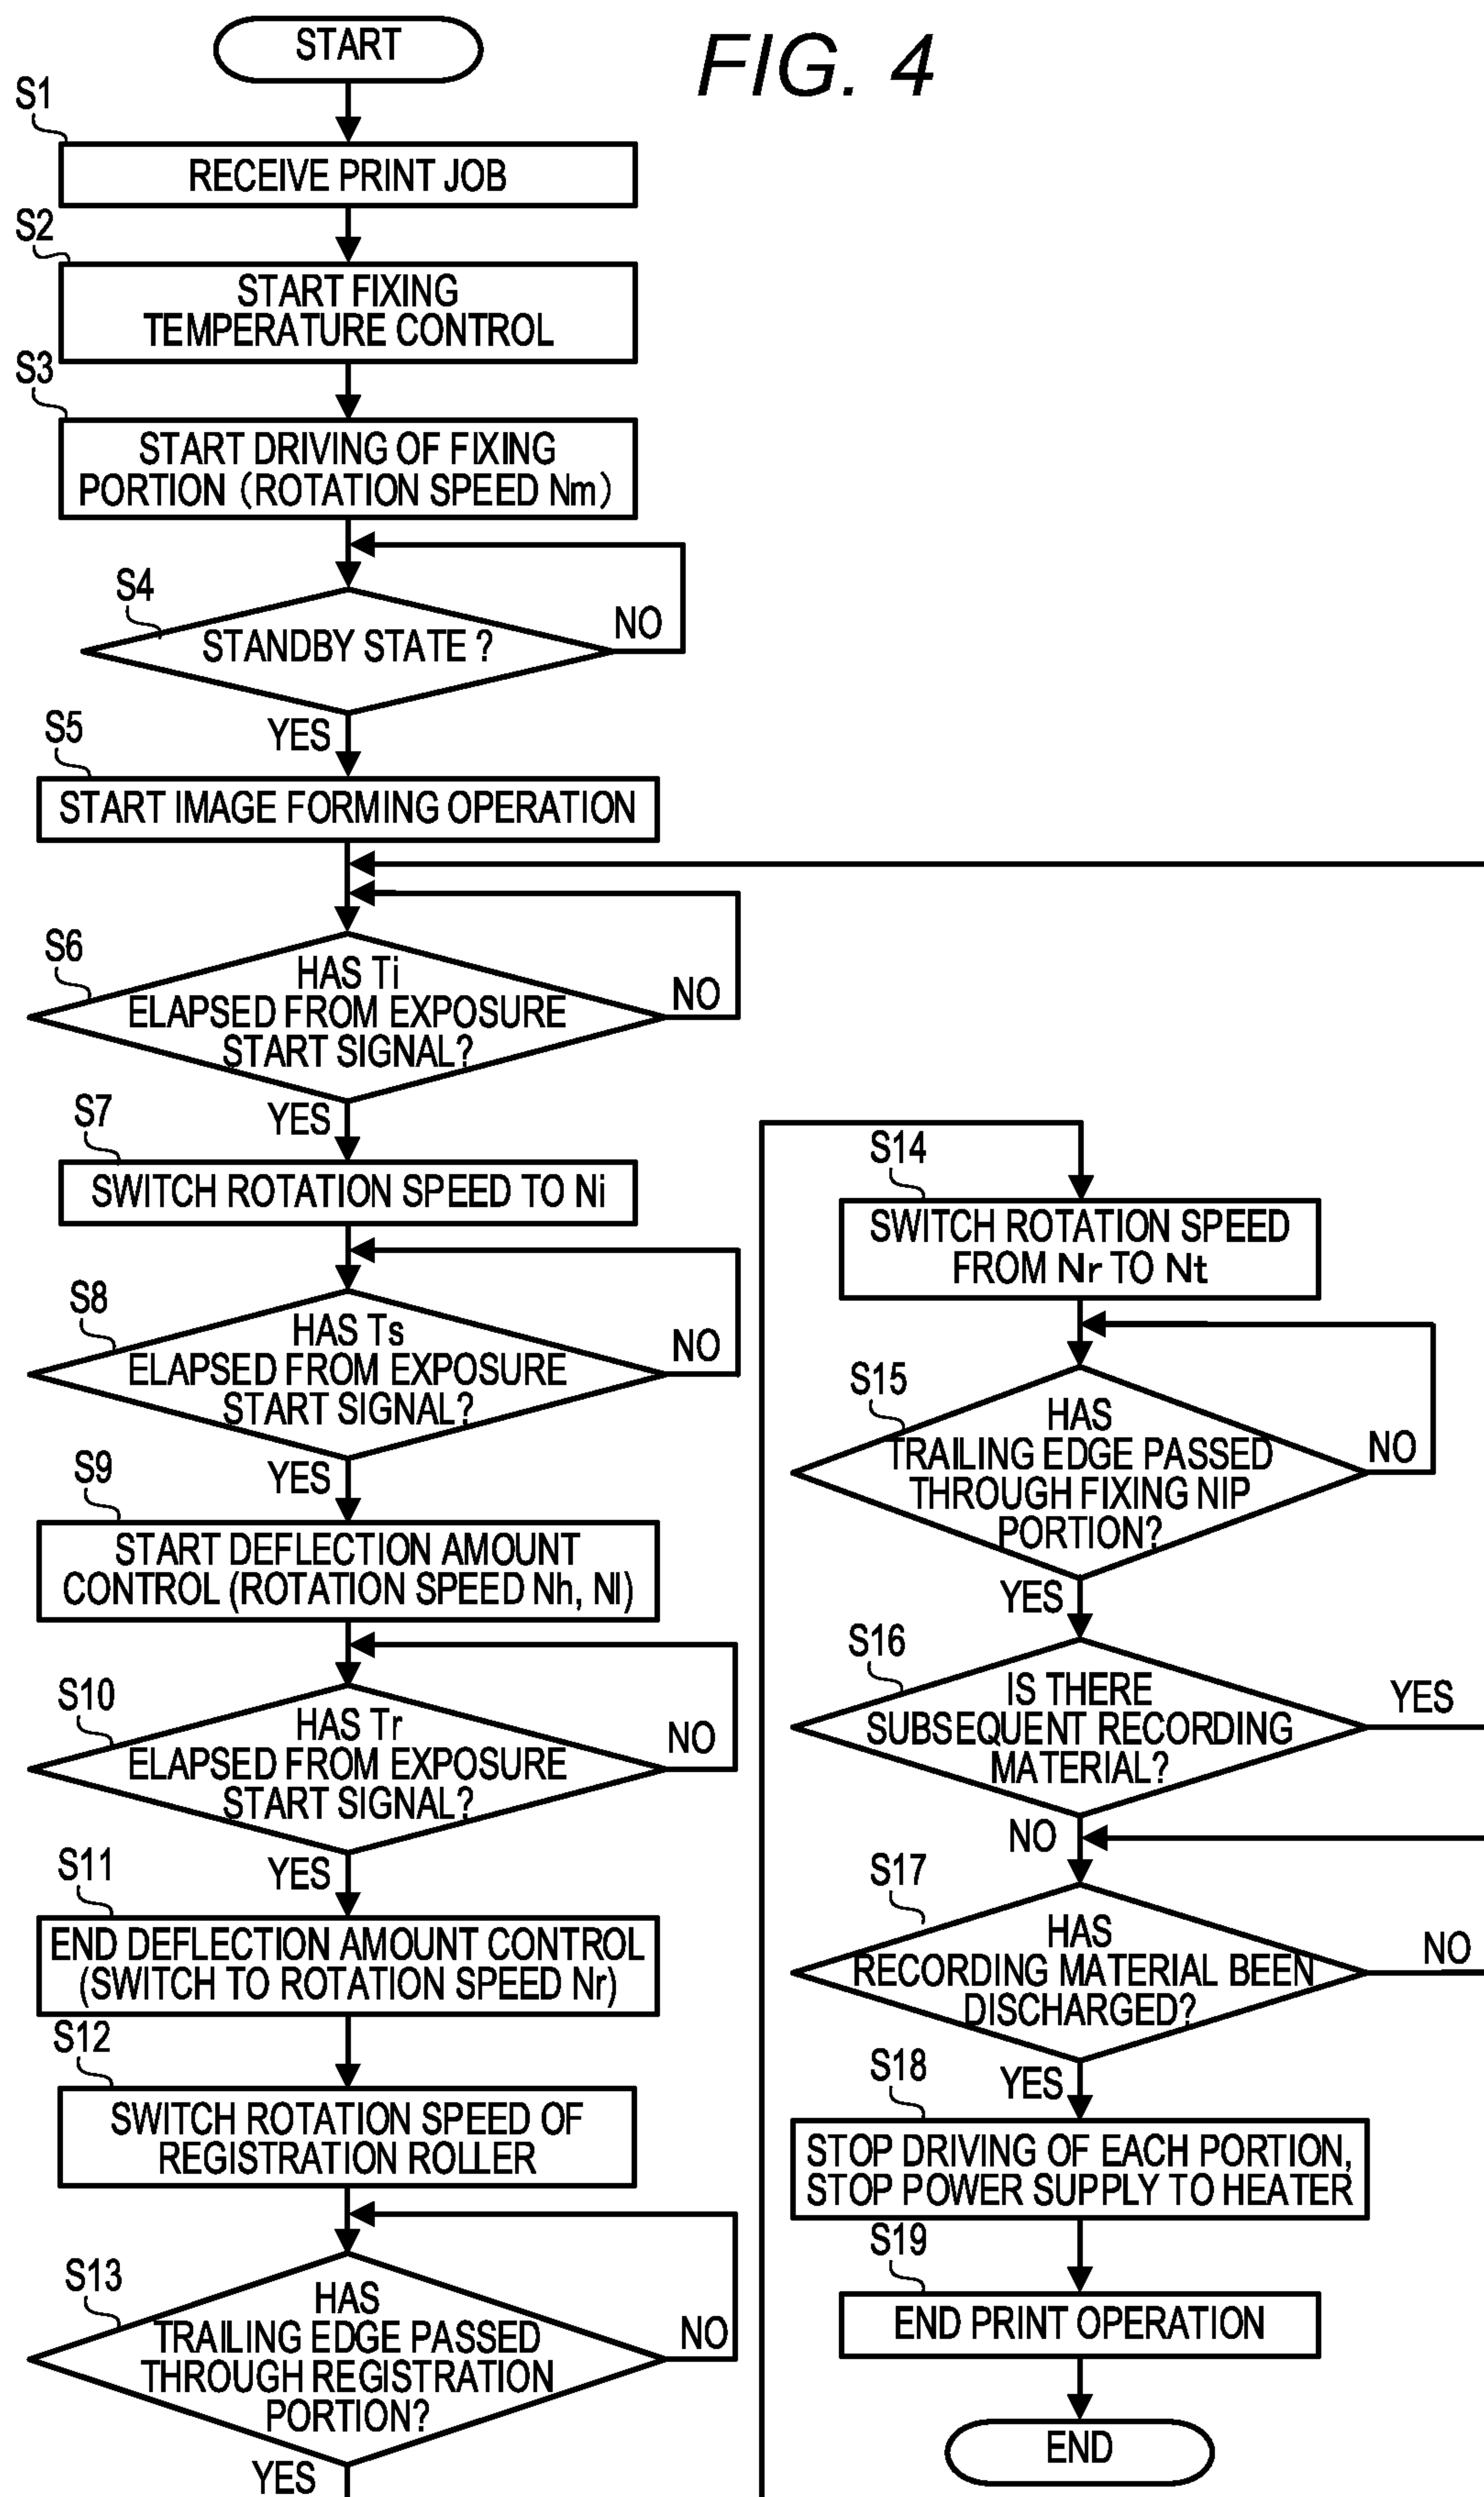 FIG. 4
START
S1
RECEIVE PRINT JOB
S2
START FIXING
TEMPERATURE CONTROL
S3
START DRIVING OF FIXING
PORTION (ROTATION SPEED Nm)
S4
STANDBY STATE ?
NO
YES
S5
START IMAGE FORMING OPERATION
S6
HAS Ti
ELAPSED FROM EXPOSURE
START SIGNAL?
NO
YES
S7
SWITCH ROTATION SPEED TO Ni
S8
HAS Ts
ELAPSED FROM EXPOSURE
START SIGNAL?
NO
YES
S9
START DEFLECTION AMOUNT
CONTROL (ROTATION SPEED Nh, Nl)
S10
HAS Tr
ELAPSED FROM EXPOSURE
START SIGNAL?
NO
YES
S11
END DEFLECTION AMOUNT CONTROL
(SWITCH TO ROTATION SPEED Nr)
S12
SWITCH ROTATION SPEED OF
REGISTRATION ROLLER
S13
HAS
TRAILING EDGE PASSED
THROUGH REGISTRATION
PORTION?
NO
YES
S14
SWITCH ROTATION SPEED
FROM Nr TO Nt
S15
HAS
TRAILING EDGE PASSED
THROUGH FIXING NIP
PORTION?
NO
YES
S16
IS THERE
SUBSEQUENT RECORDING
MATERIAL?
YES
NO
S17
HAS
RECORDING MATERIAL BEEN
DISCHARGED?
NO
YES
S18
STOP DRIVING OF EACH PORTION,
STOP POWER SUPPLY TO HEATER
S19
END PRINT OPERATION
END